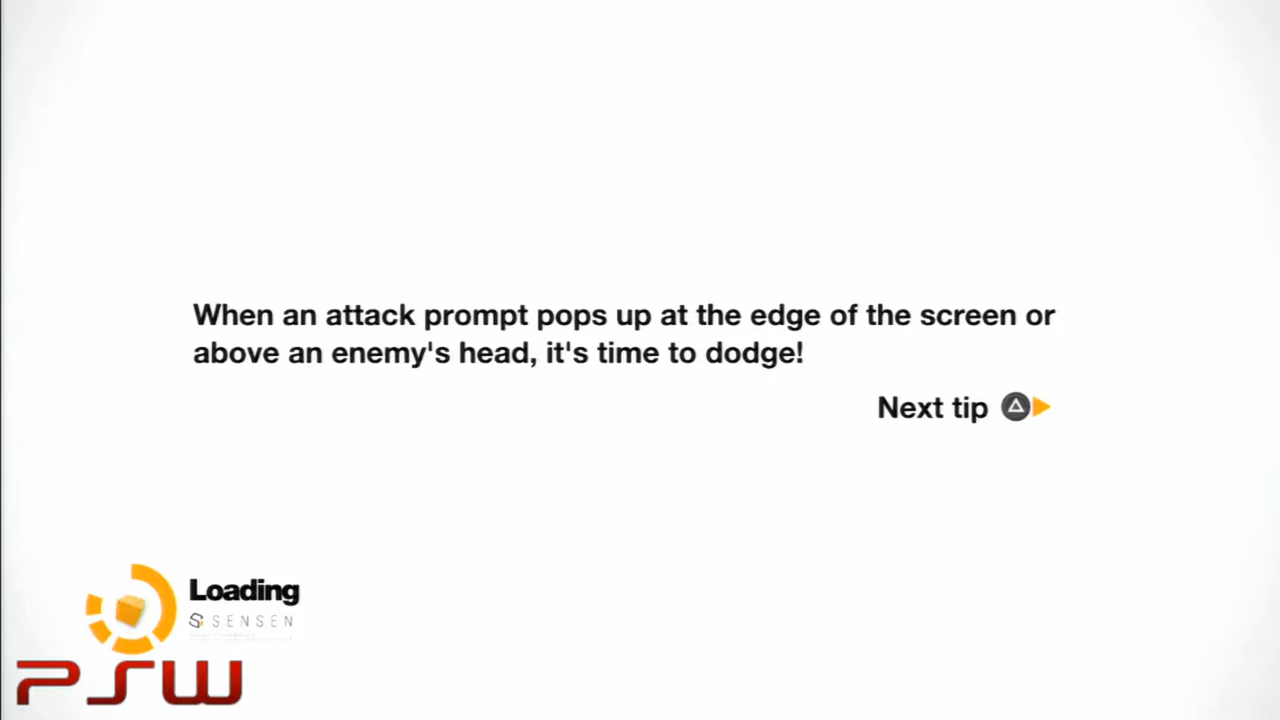 When an attack prompt pops up at the edge of the screen or
above an enemy's head, it's time to dodge!
Next tip
Loading
SENSEN
PSW